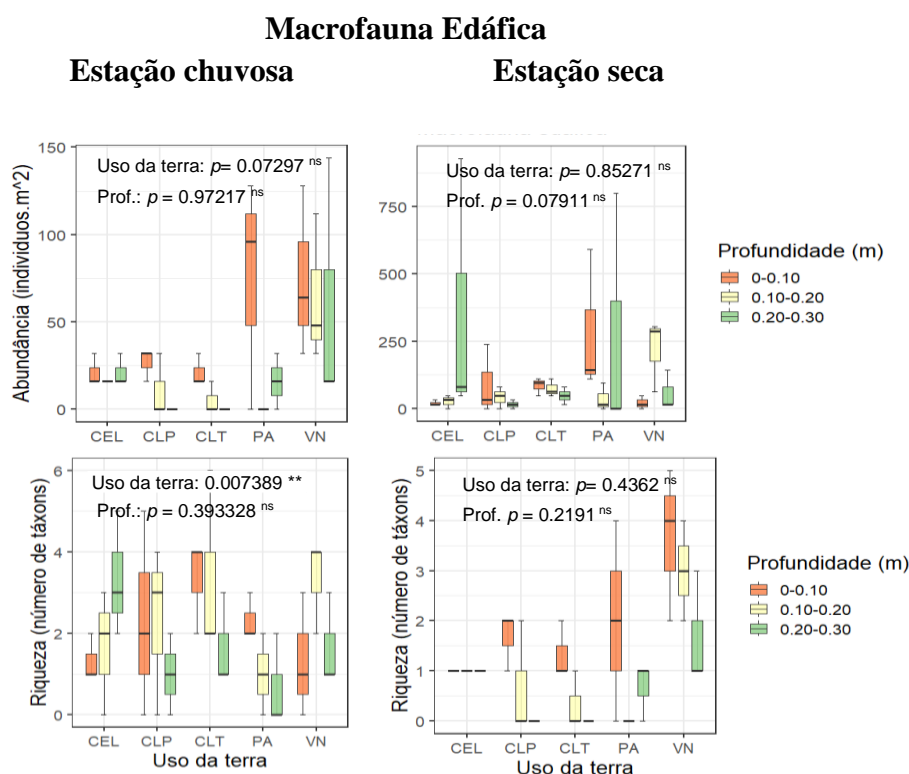 Macrofauna Edáfica
Estação chuvosa
Estação seca
Abundância (individuos.m^2)
150
100
50
0
Uso da terra: p= 0.07297 ns
Prof.: p = 0.97217 ns
CEL CLP CLT PA VN
750
500
250
0
Uso da terra: p= 0.85271 ns
Prof. p = 0.07911 ns
CEL CLP CLT PA VN
Profundidade (m)
0-0.10
0.10-0.20
0.20-0.30
Riqueza (número de táxons)
6
4
2
0
Uso da terra: 0.007389 **
Prof.: p = 0.393328 ns
CEL CLP CLT PA VN
Uso da terra
Riqueza (número de táxons)
5
4
3
2
1
0
Uso da terra: p= 0.4362 ns
Prof. p = 0.2191 ns
CEL CLP CLT PA VN
Uso da terra
Profundidade (m)
0-0.10
0.10-0.20
0.20-0.30